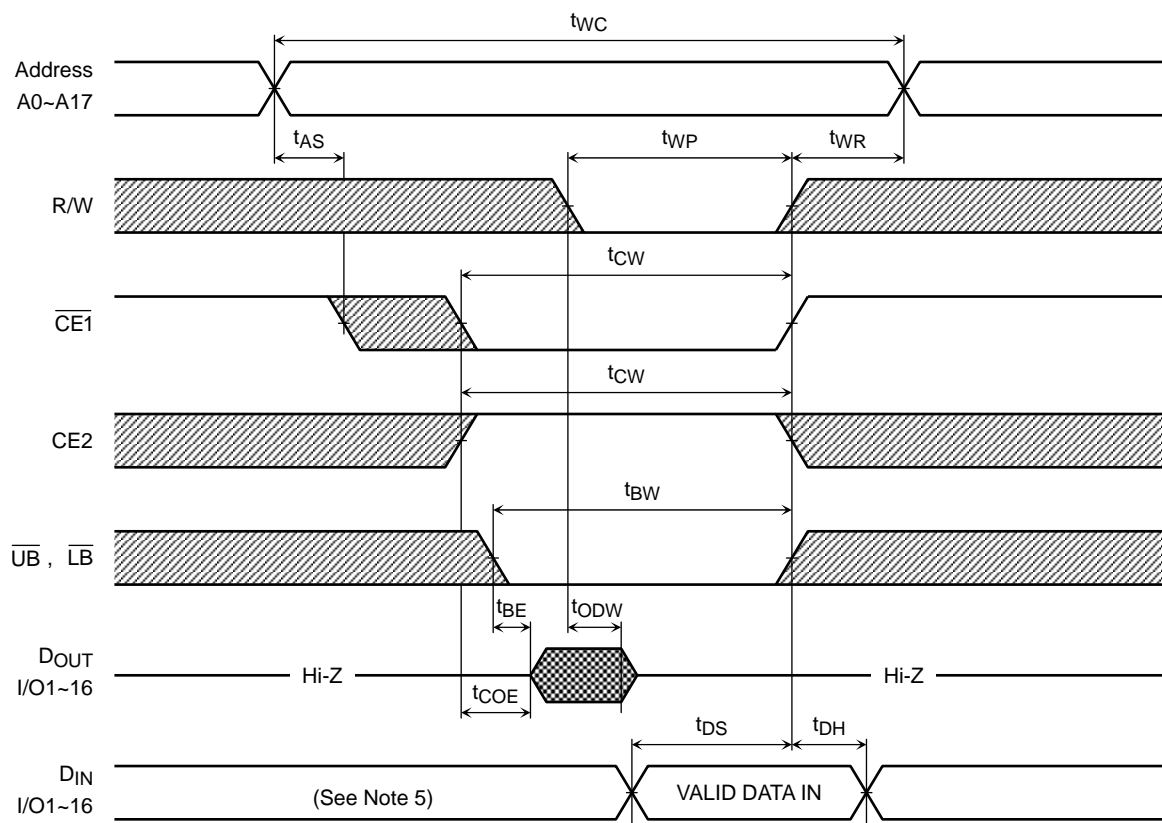 tWC
Address
A0~A17
tAS
tWP
tWR
R/W
tCW
CE1
tCW
CE2
tBW
UB , LB
tBE
tODW
DOUT
I/O1~16
Hi-Z
Hi-Z
tCOE
tDS
tDH
DIN
I/O1~16
(See Note 5)
VALID DATA IN